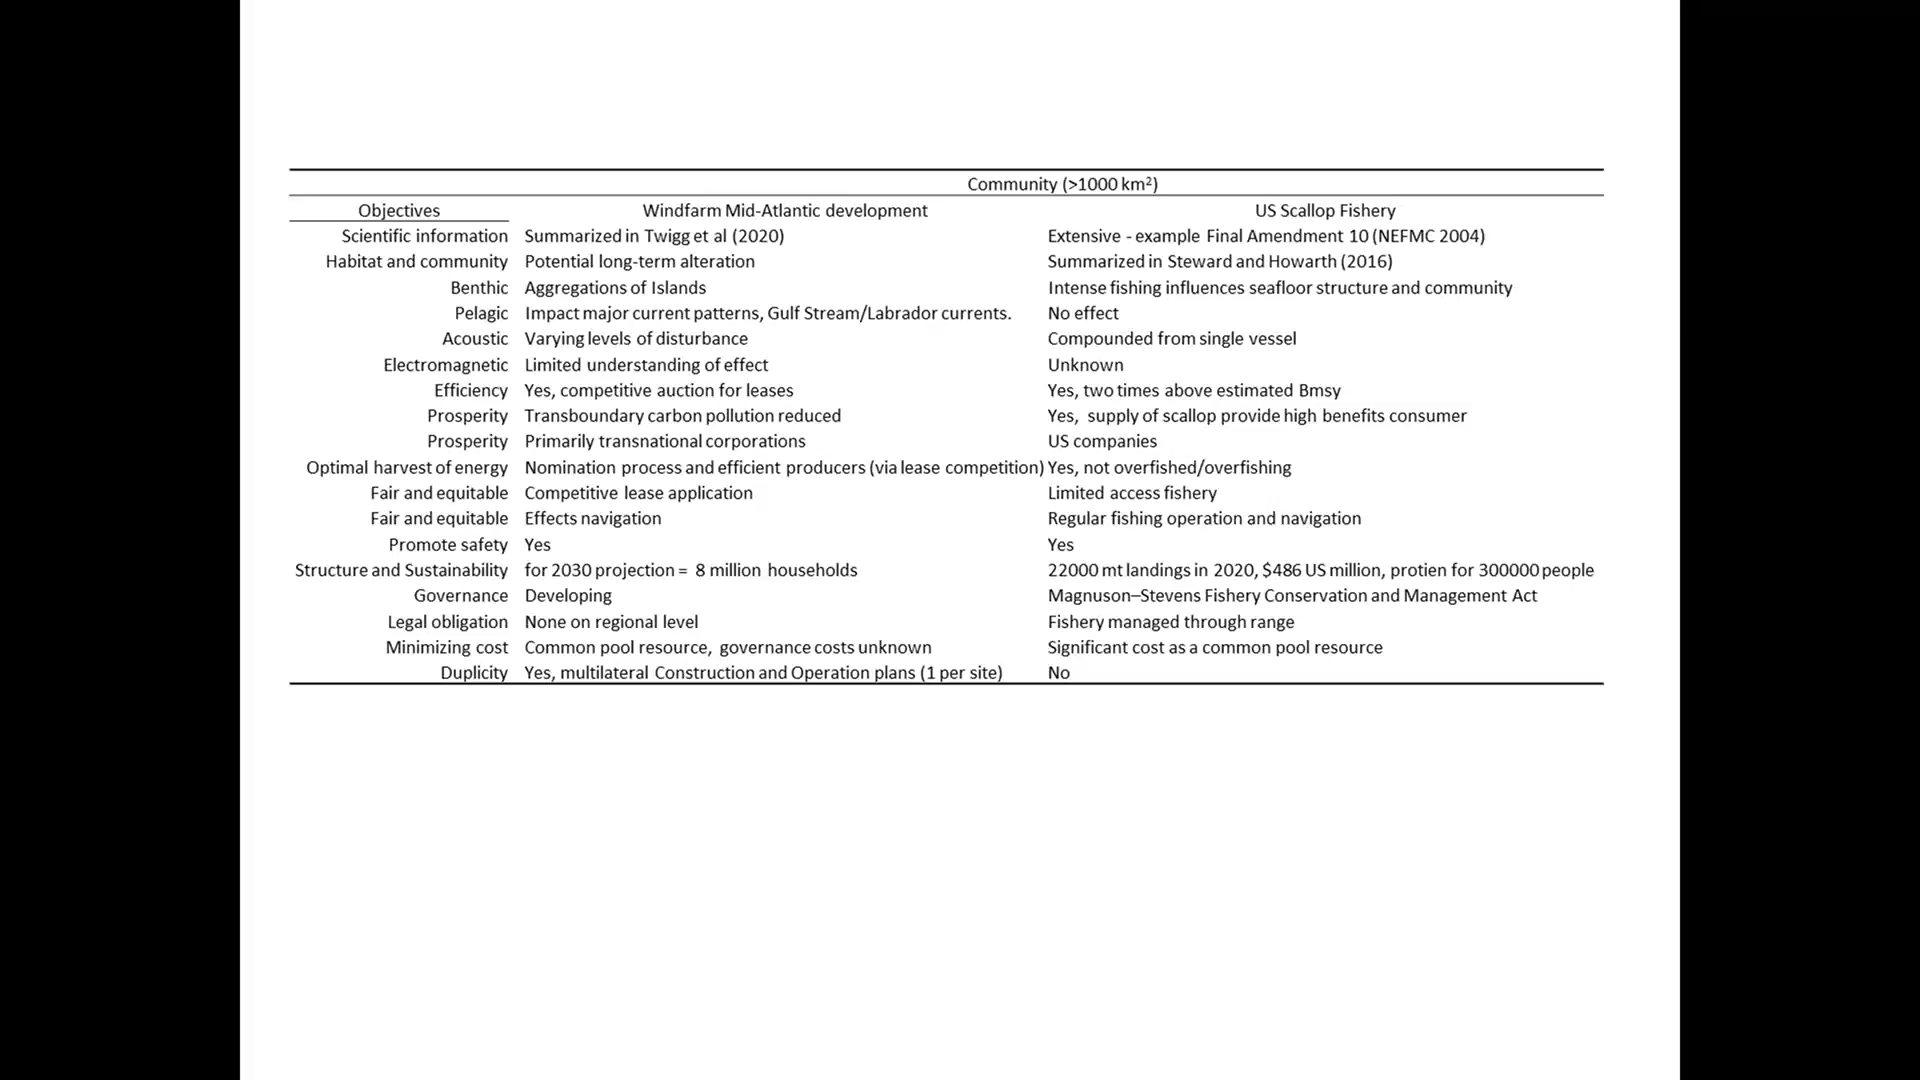 Community (>1000 km²)
Objectives Windfarm Mid-Atlantic development US Scallop Fishery
Scientific information Summarized in Twigg et al (2020) Extensive - example Final Amendment 10 (NEFMC 2004)
Habitat and community Potential long-term alteration Summarized in Steward and Howarth (2016)
Benthic Aggregations of Islands Intense fishing influences seafloor structure and community
Pelagic Impact major current patterns, Gulf Stream/Labrador currents. No effect
Acoustic Varying levels of disturbance Compounded from single vessel
Electromagnetic Limited understanding of effect Unknown
Efficiency Yes, competitive auction for leases Yes, two times above estimated Bmsy
Prosperity Transboundary carbon pollution reduced Yes, supply of scallop provide high benefits consumer
Prosperity Primarily transnational corporations US companies
Optimal harvest of energy Nomination process and efficient producers (via lease competition) Yes, not overfished/overfishing
Fair and equitable Competitive lease application Limited access fishery
Fair and equitable Effects navigation Regular fishing operation and navigation
Promote safety Yes Yes
Structure and Sustainability for 2030 projection = 8 million households 22000 mt landings in 2020, $486 US million, protien for 300000 people
Governance Developing Magnuson–Stevens Fishery Conservation and Management Act
Legal obligation None on regional level Fishery managed through range
Minimizing cost Common pool resource, governance costs unknown Significant cost as a common pool resource
Duplicity Yes, multilateral Construction and Operation plans (1 per site) No